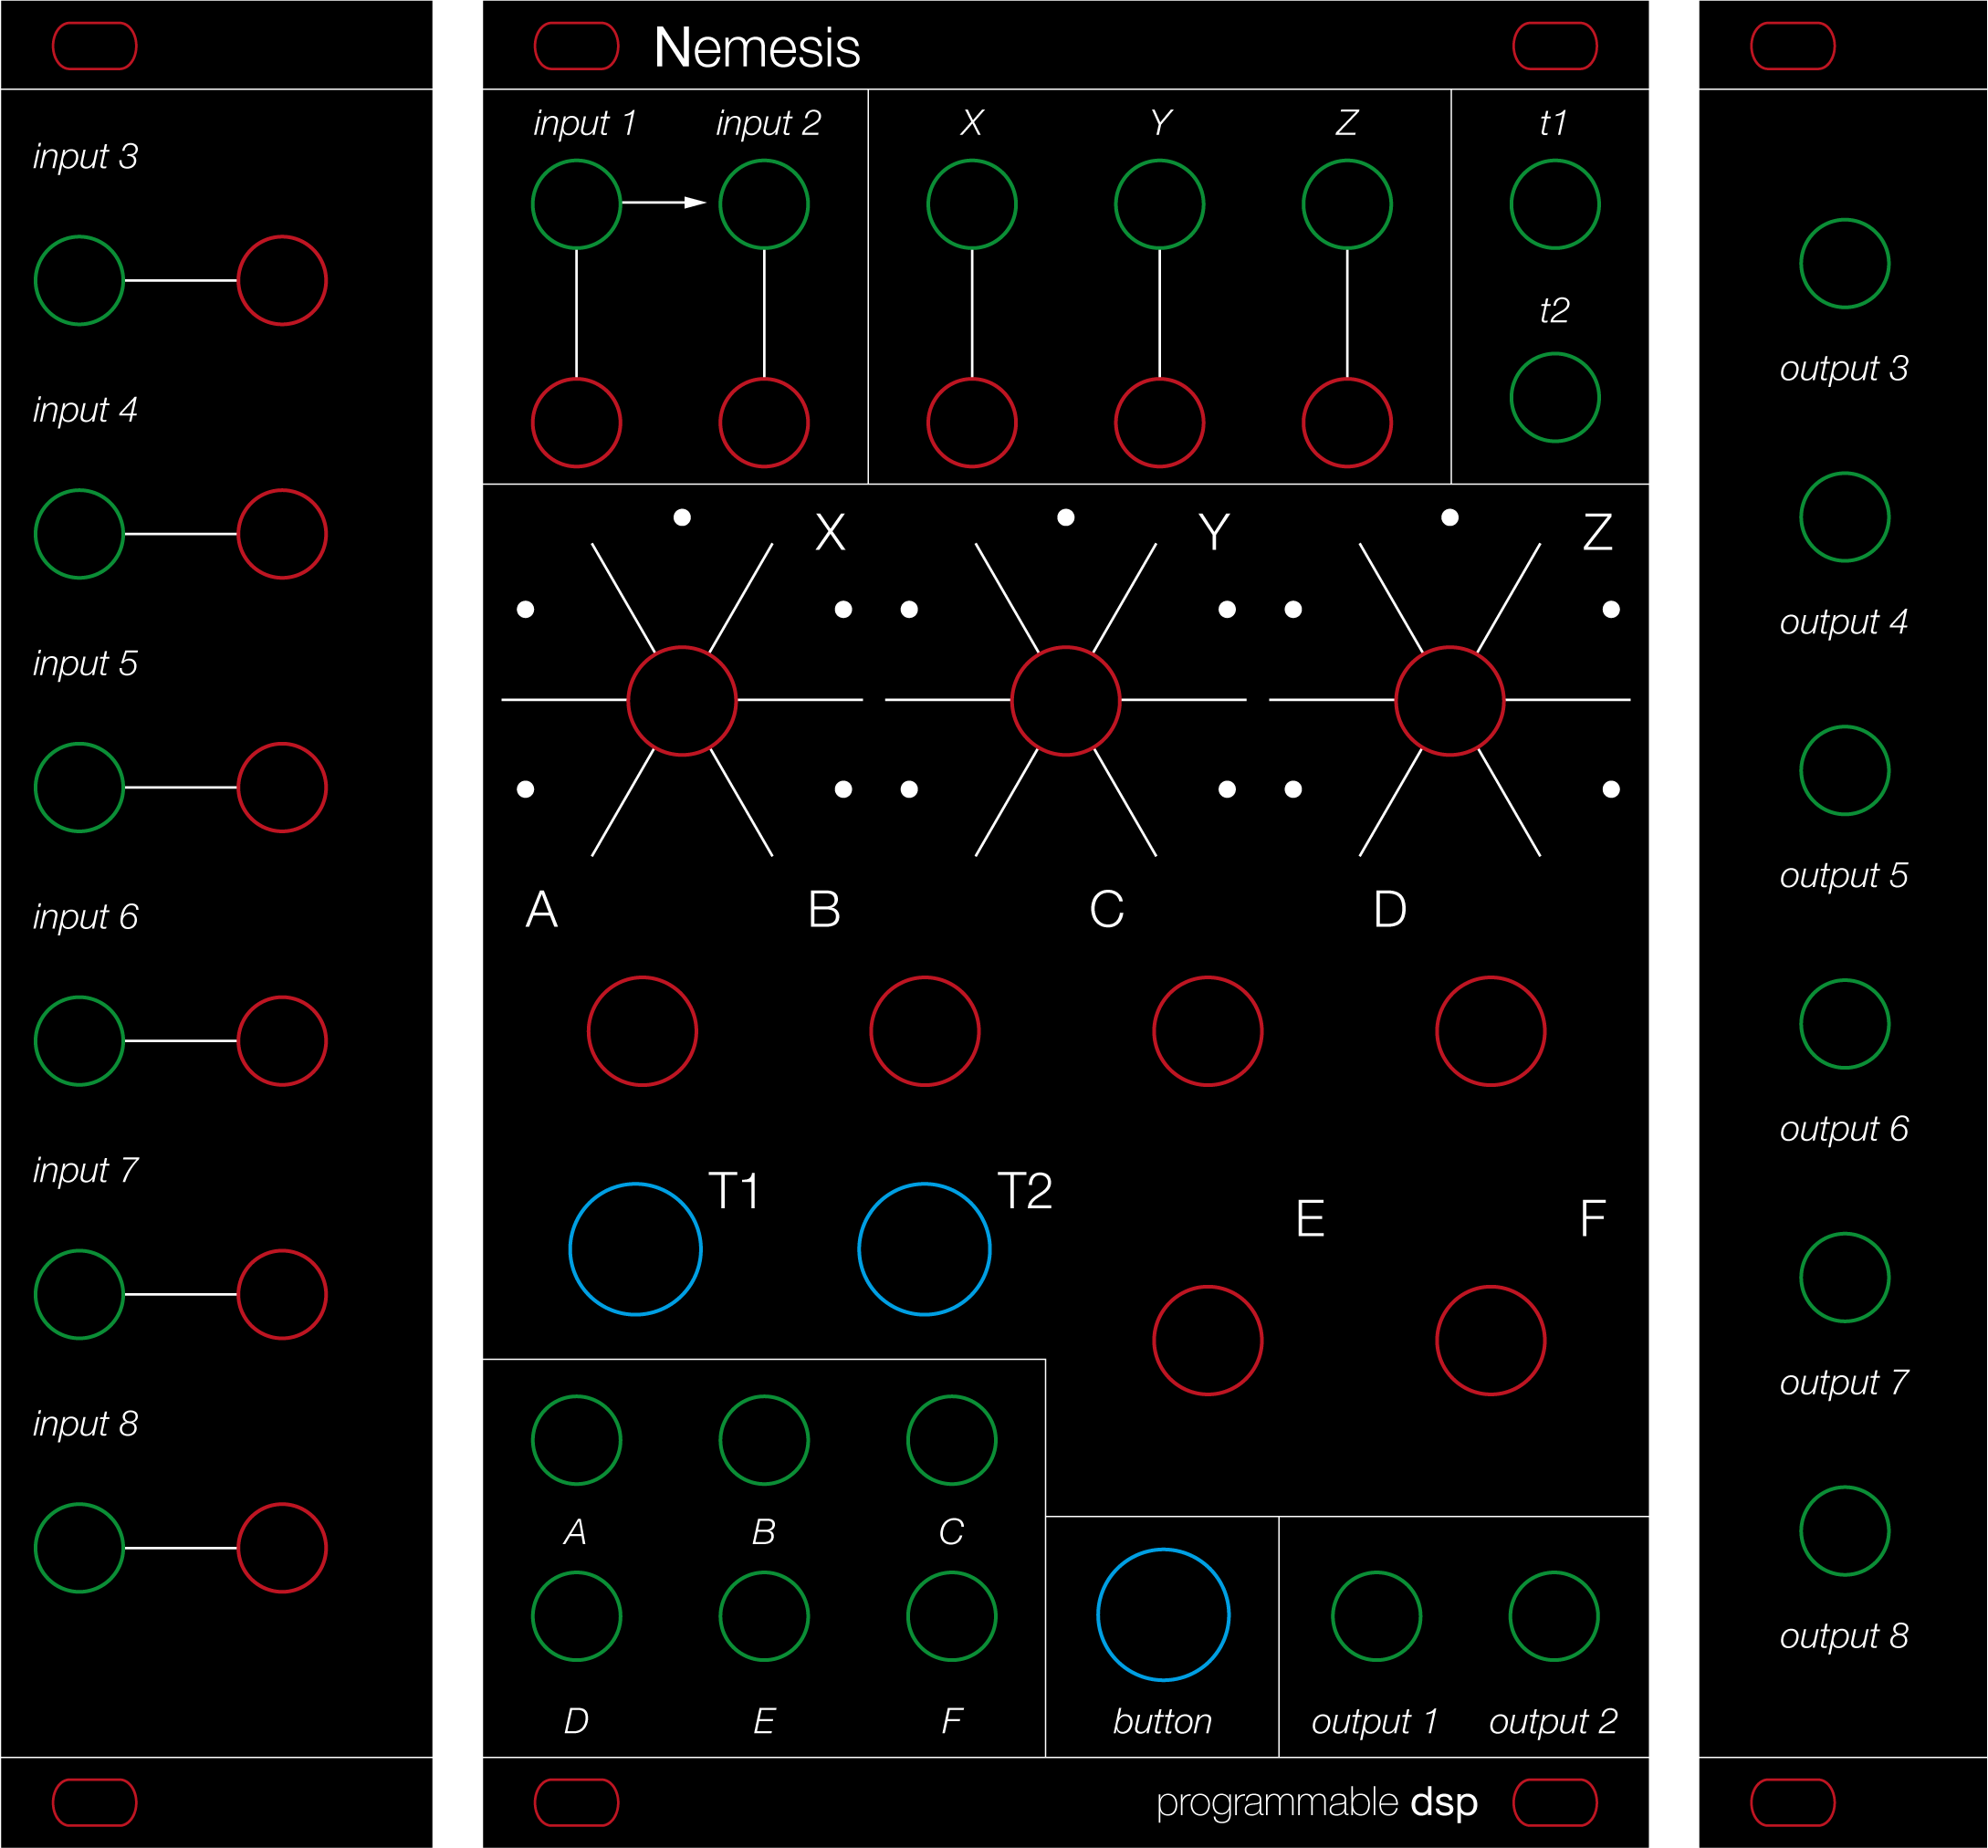 input 3
input 4
input 5
input 6
input 7
input 8
Nemesis
input 1 input 2 X Y Z t1
t2
X Y Z
A B C D
T1 T2
E F
A B C
D E F
button
output 1 output 2
programmable dsp
output 3
output 4
output 5
output 6
output 7
output 8